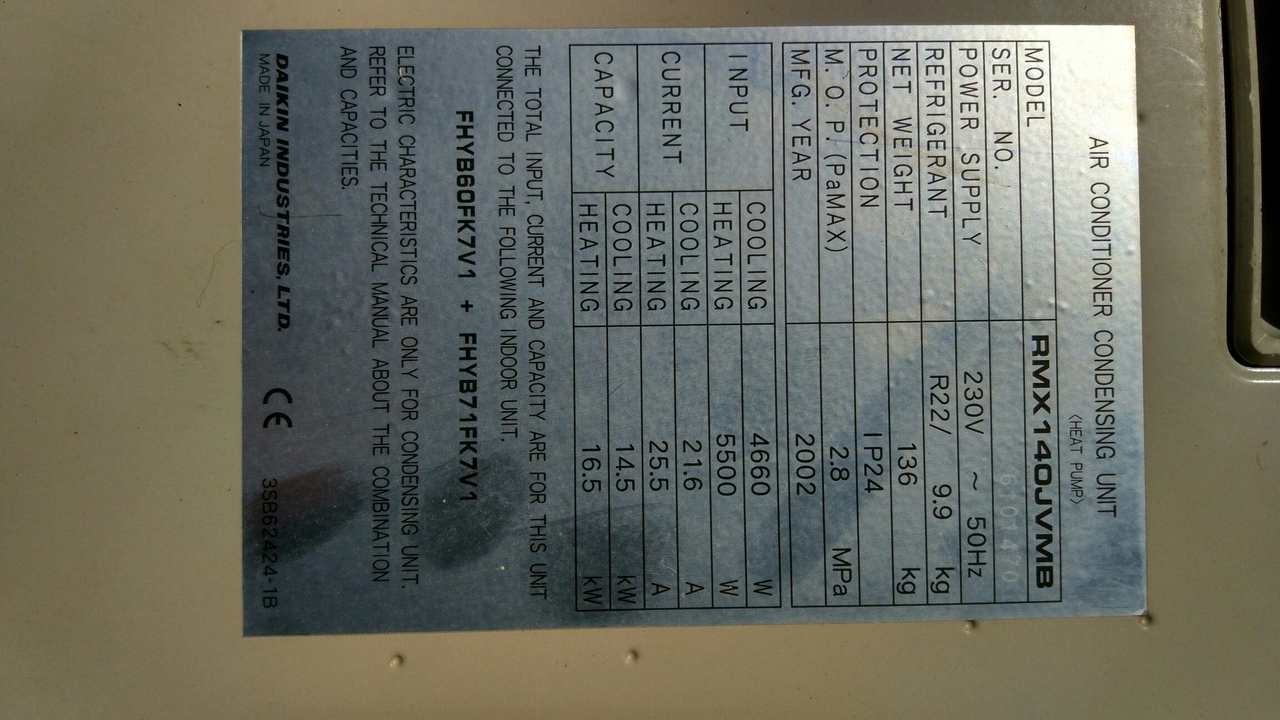 AIR CONDITIONER CONDENSING UNIT
<HEAT PUMP>
MODEL RMX140JVMB
SER. NO. 6101470
POWER SUPPLY 230V ~ 50Hz
REFRIGERANT R22/ 9.9 kg
NET WEIGHT 136 kg
PROTECTION IP24
M. O. P. (PaMAX) 2.8 MPa
MFG. YEAR 2002
INPUT COOLING 4660 W
HEATING 5500 W
CURRENT COOLING 21.6 A
HEATING 25.5 A
CAPACITY COOLING 14.5 kW
HEATING 16.5 kW
THE TOTAL INPUT, CURRENT AND CAPACITY ARE FOR THIS UNIT
CONNECTED TO THE FOLLOWING INDOOR UNIT.
FHYB60FK7V1 + FHYB71FK7V1
ELECTRIC CHARACTERISTICS ARE ONLY FOR CONDENSING UNIT.
REFER TO THE TECHNICAL MANUAL ABOUT THE COMBINATION
AND CAPACITIES.
DAIKIN INDUSTRIES, LTD. CE 3SB62424-1B
MADE IN JAPAN